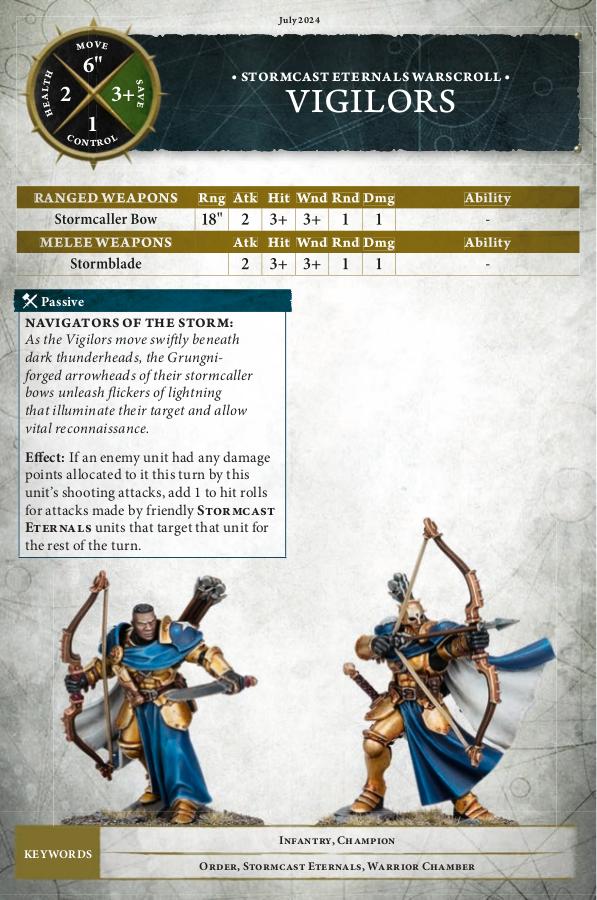 July 2024
MOVE
6"
HEALTH
2
3+
SAVE
1
CONTROL
• STORMCAST ETERNALS WARSCROLL •
VIGILORS
RANGED WEAPONS Rng Atk Hit Wnd Rnd Dmg Ability
Stormcaller Bow 18" 2 3+ 3+ 1 1 -
MELEE WEAPONS Atk Hit Wnd Rnd Dmg Ability
Stormblade 2 3+ 3+ 1 1 -
Passive
NAVIGATORS OF THE STORM:
As the Vigilors move swiftly beneath
dark thunderheads, the Grungni-
forged arrowheads of their stormcaller
bows unleash flickers of lightning
that illuminate their target and allow
vital reconnaissance.
Effect: If an enemy unit had any damage
points allocated to it this turn by this
unit's shooting attacks, add 1 to hit rolls
for attacks made by friendly STORMCAST
ETERNALS units that target that unit for
the rest of the turn.
KEYWORDS
INFANTRY, CHAMPION
ORDER, STORMCAST ETERNALS, WARRIOR CHAMBER